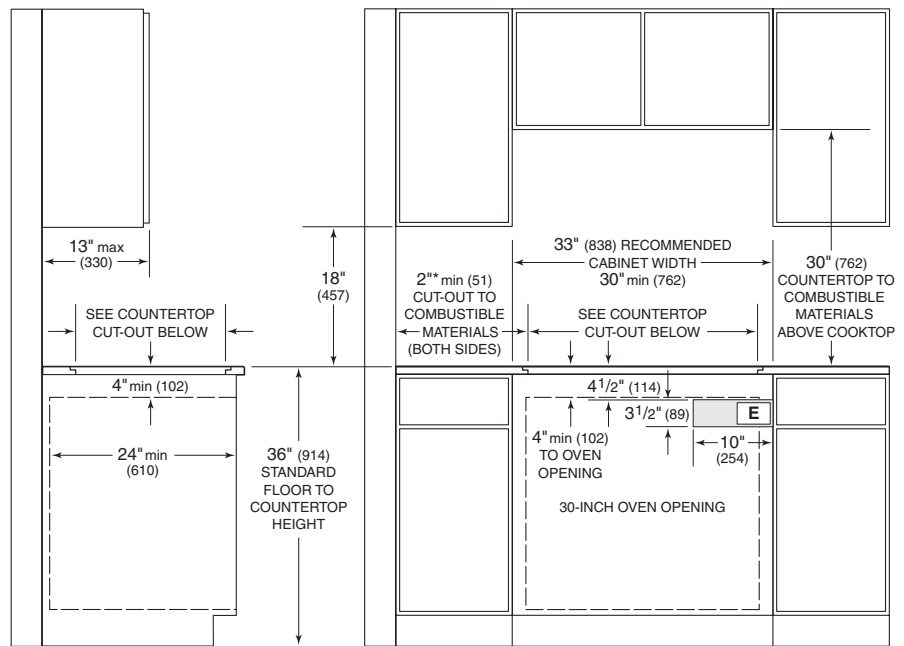 13" max
(330)
SEE COUNTERTOP
CUT-OUT BELOW
4" min (102)
24" min
(610)
18"
(457)
36" (914)
STANDARD
FLOOR TO
COUNTERTOP
HEIGHT
2"* min (51)
CUT-OUT TO
COMBUSTIBLE
MATERIALS
(BOTH SIDES)
33" (838) RECOMMENDED
CABINET WIDTH
30" min (762)
SEE COUNTERTOP
CUT-OUT BELOW
30" (762)
COUNTERTOP TO
COMBUSTIBLE
MATERIALS
ABOVE COOKTOP
4 1/2" (114)
3 1/2" (89)
E
4" min (102)
TO OVEN
OPENING
10"
(254)
30-INCH OVEN OPENING